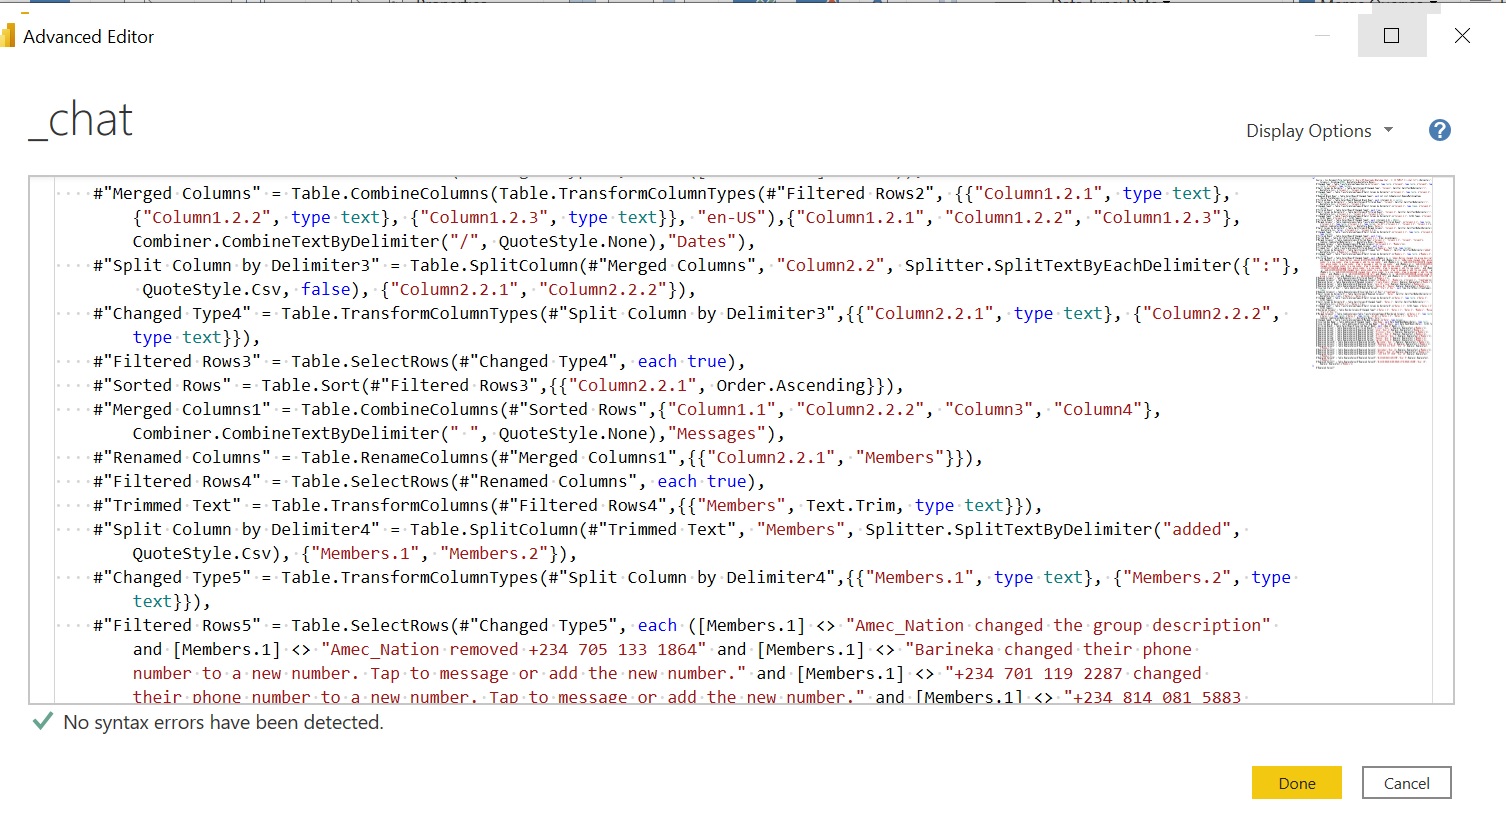 Advanced Editor
_chat
Display Options
?
#"Merged Columns" = Table.CombineColumns(Table.TransformColumnTypes(#"Filtered Rows2", {{"Column1.2.1", type text},
{"Column1.2.2", type text}, {"Column1.2.3", type text}}, "en-US"),{"Column1.2.1", "Column1.2.2", "Column1.2.3"},
Combiner.CombineTextByDelimiter("/", QuoteStyle.None),"Dates"),
#"Split Column by Delimiter3" = Table.SplitColumn(#"Merged Columns", "Column2.2", Splitter.SplitTextByEachDelimiter({":"},
QuoteStyle.Csv, false), {"Column2.2.1", "Column2.2.2"}),
#"Changed Type4" = Table.TransformColumnTypes(#"Split Column by Delimiter3",{{"Column2.2.1", type text}, {"Column2.2.2",
type text}}),
#"Filtered Rows3" = Table.SelectRows(#"Changed Type4", each true),
#"Sorted Rows" = Table.Sort(#"Filtered Rows3",{{"Column2.2.1", Order.Ascending}}),
#"Merged Columns1" = Table.CombineColumns(#"Sorted Rows",{"Column1.1", "Column2.2.2", "Column3", "Column4"},
Combiner.CombineTextByDelimiter(" ", QuoteStyle.None),"Messages"),
#"Renamed Columns" = Table.RenameColumns(#"Merged Columns1",{{"Column2.2.1", "Members"}}),
#"Filtered Rows4" = Table.SelectRows(#"Renamed Columns", each true),
#"Trimmed Text" = Table.TransformColumns(#"Filtered Rows4",{{"Members", Text.Trim, type text}}),
#"Split Column by Delimiter4" = Table.SplitColumn(#"Trimmed Text", "Members", Splitter.SplitTextByDelimiter("added",
QuoteStyle.Csv), {"Members.1", "Members.2"}),
#"Changed Type5" = Table.TransformColumnTypes(#"Split Column by Delimiter4",{{"Members.1", type text}, {"Members.2", type
text}}),
#"Filtered Rows5" = Table.SelectRows(#"Changed Type5", each ([Members.1] <> "Amec_Nation changed the group description"
and [Members.1] <> "Amec_Nation removed +234 705 133 1864" and [Members.1] <> "Barineka changed their phone
number to a new number. Tap to message or add the new number." and [Members.1] <> "+234 701 119 2287 changed
their phone number to a new number. Tap to message or add the new number." and [Members.1] <> "+234 814 081 5883
No syntax errors have been detected.
Done
Cancel